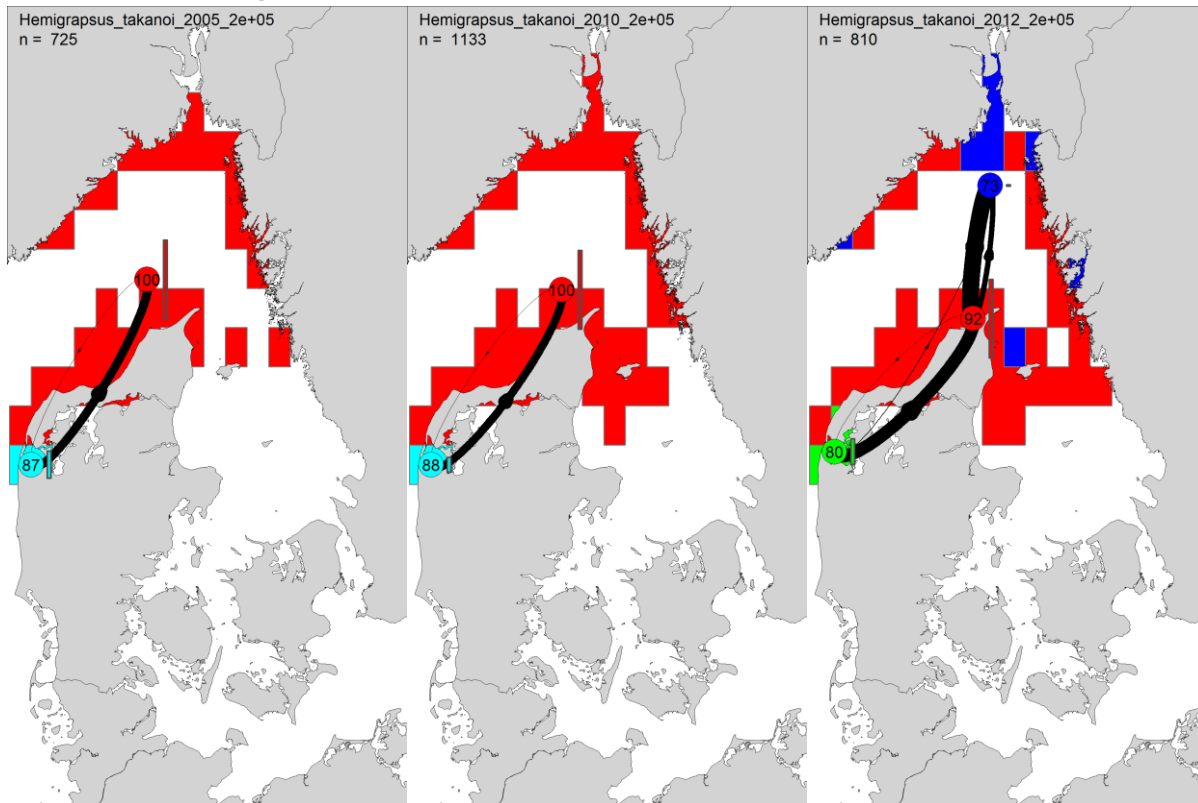 Hemigrapsus_takanoi_2005_2e+05
n = 725
100
87
Hemigrapsus_takanoi_2010_2e+05
n = 1133
100
88
Hemigrapsus_takanoi_2012_2e+05
n = 810
73
92
80